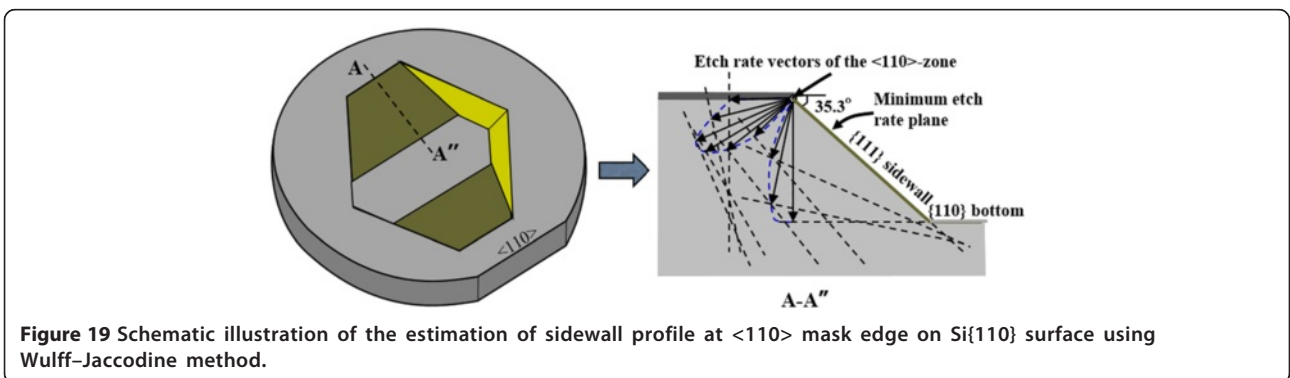 A
A″
<110>
Etch rate vectors of the <110>-zone
35.3°
Minimum etch
rate plane
{111} sidewall
{110} bottom
A-A″
Figure 19 Schematic illustration of the estimation of sidewall profile at <110> mask edge on Si{110} surface using
Wulff–Jaccodine method.